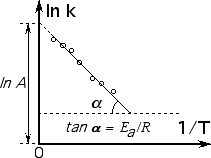 ln k
ln A
α
1/T
tan α = Ea/R
0